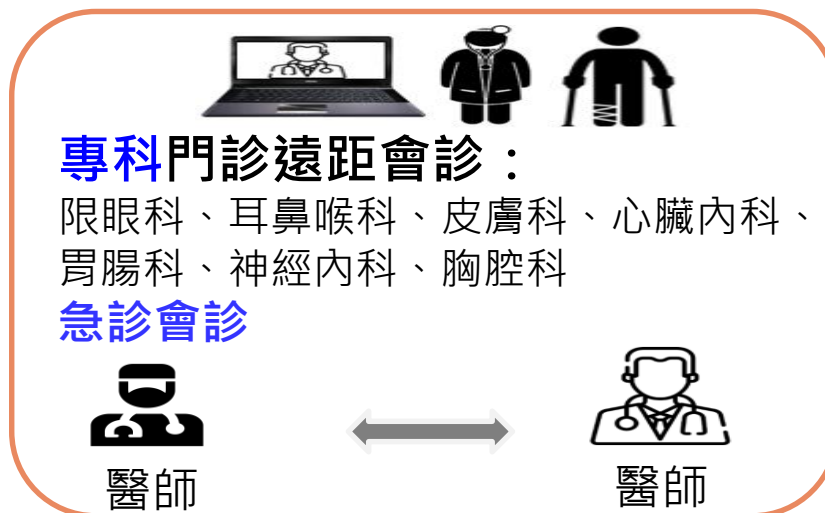 專科門診遠距會診：
限眼科、耳鼻喉科、皮膚科、心臟內科、
胃腸科、神經內科、胸腔科
急診會診
醫師
醫師